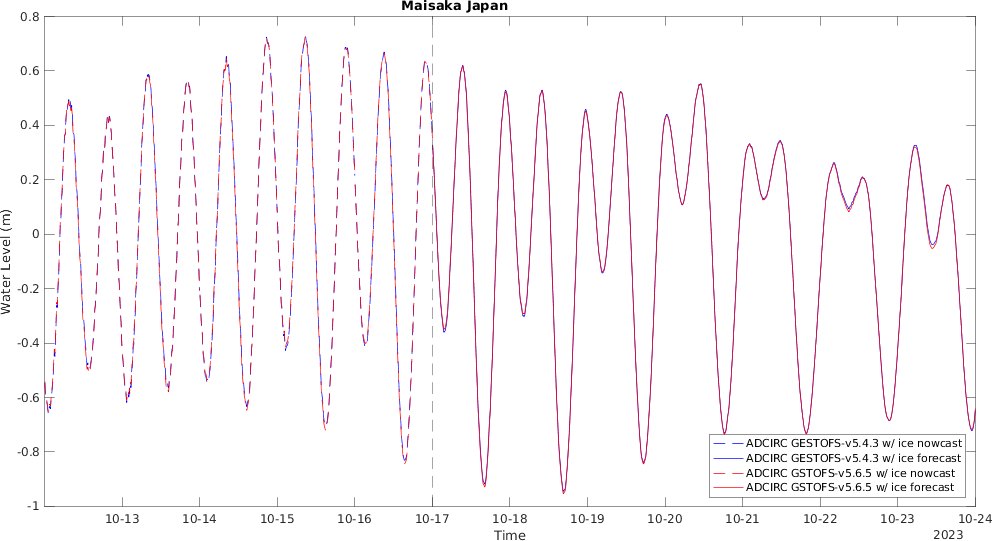 Maisaka Japan
0.8
0.6
0.4
0.2
0
-0.2
-0.4
-0.6
-0.8
-1
Water Level (m)
ADCIRC GESTOFS-v5.4.3 w/ ice nowcast
ADCIRC GESTOFS-v5.4.3 w/ ice forecast
ADCIRC GSTOFS-v5.6.5 w/ ice nowcast
ADCIRC GSTOFS-v5.6.5 w/ ice forecast
10-13 10-14 10-15 10-16 10-17 10-18 10-19 10-20 10-21 10-22 10-23 10-24
Time
2023